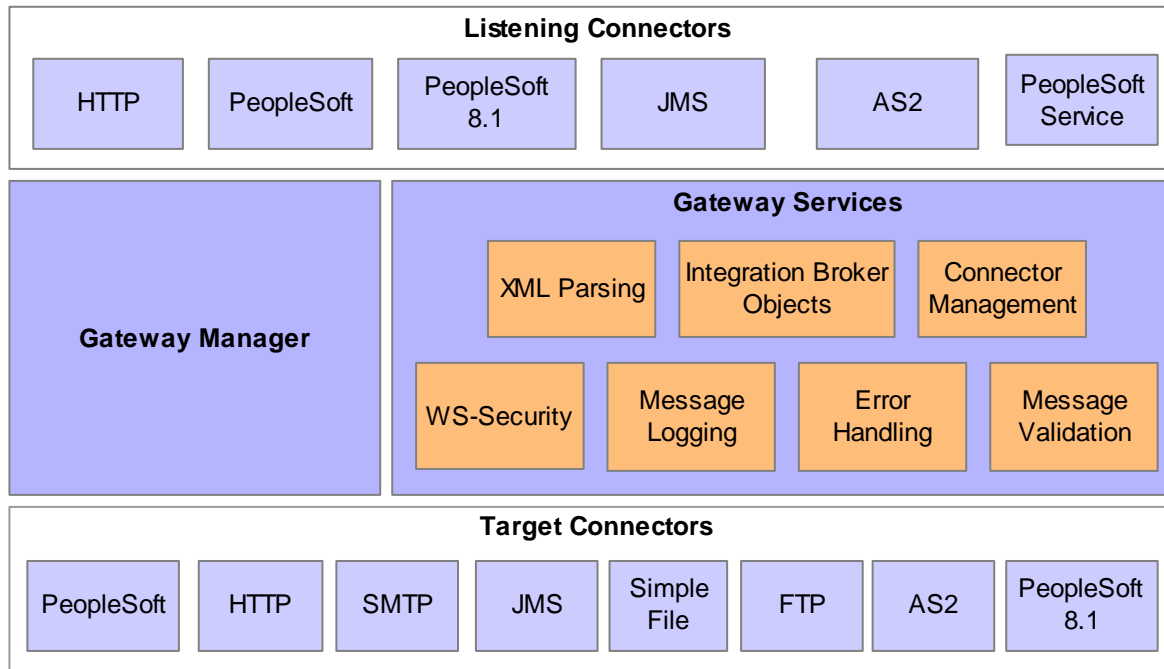 Listening Connectors
HTTP
PeopleSoft
PeopleSoft
8.1
JMS
AS2
PeopleSoft
Service
Gateway Manager
Gateway Services
XML Parsing
Integration Broker
Objects
Connector
Management
WS-Security
Message
Logging
Error
Handling
Message
Validation
Target Connectors
PeopleSoft
HTTP
SMTP
JMS
Simple
File
FTP
AS2
PeopleSoft
8.1